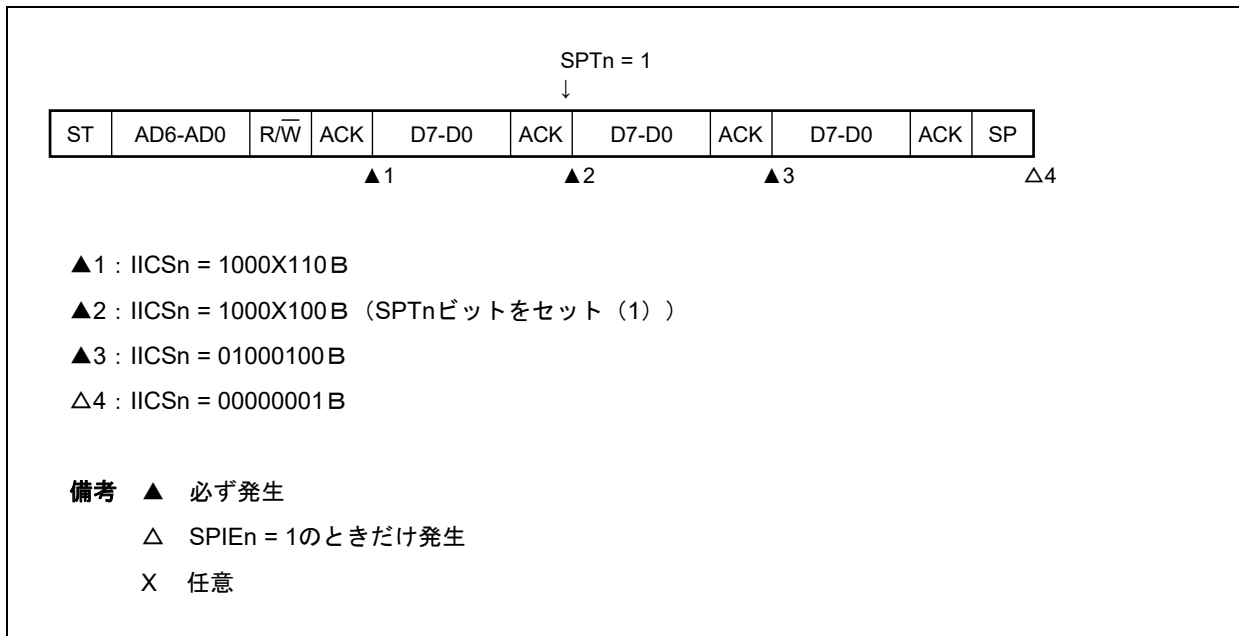 SPTn = 1
↓
ST AD6-AD0 R/W̅ ACK D7-D0 ACK D7-D0 ACK D7-D0 ACK SP
▲1 ▲2 ▲3 △4
▲1：IICSn = 1000X110Ｂ
▲2：IICSn = 1000X100Ｂ（SPTnビットをセット（1））
▲3：IICSn = 01000100Ｂ
△4：IICSn = 00000001Ｂ
備考 ▲ 必ず発生
△ SPIEn = 1のときだけ発生
X 任意